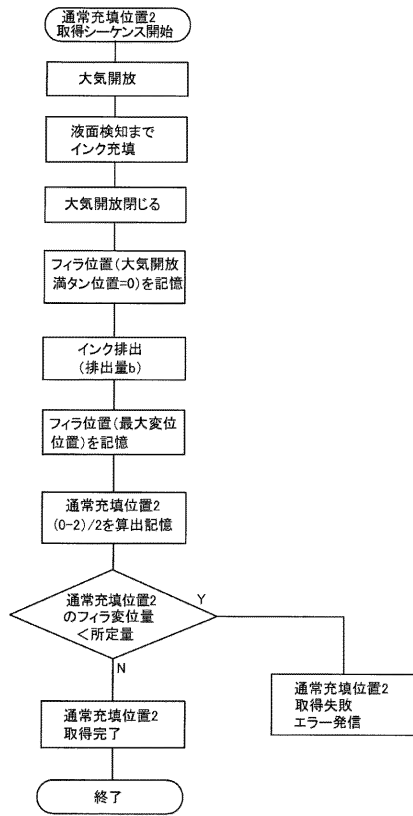 通常充填位置2
取得シーケンス開始
大気開放
液面検知まで
インク充填
大気開放閉じる
フィラ位置(大気開放
満タン位置=0)を記憶
インク排出
(排出量b)
フィラ位置(最大変位
位置)を記憶
通常充填位置2
(0-2)/2を算出記憶
通常充填位置2
のフィラ変位量
<所定量
Y
N
通常充填位置2
取得失敗
エラー発信
通常充填位置2
取得完了
終了